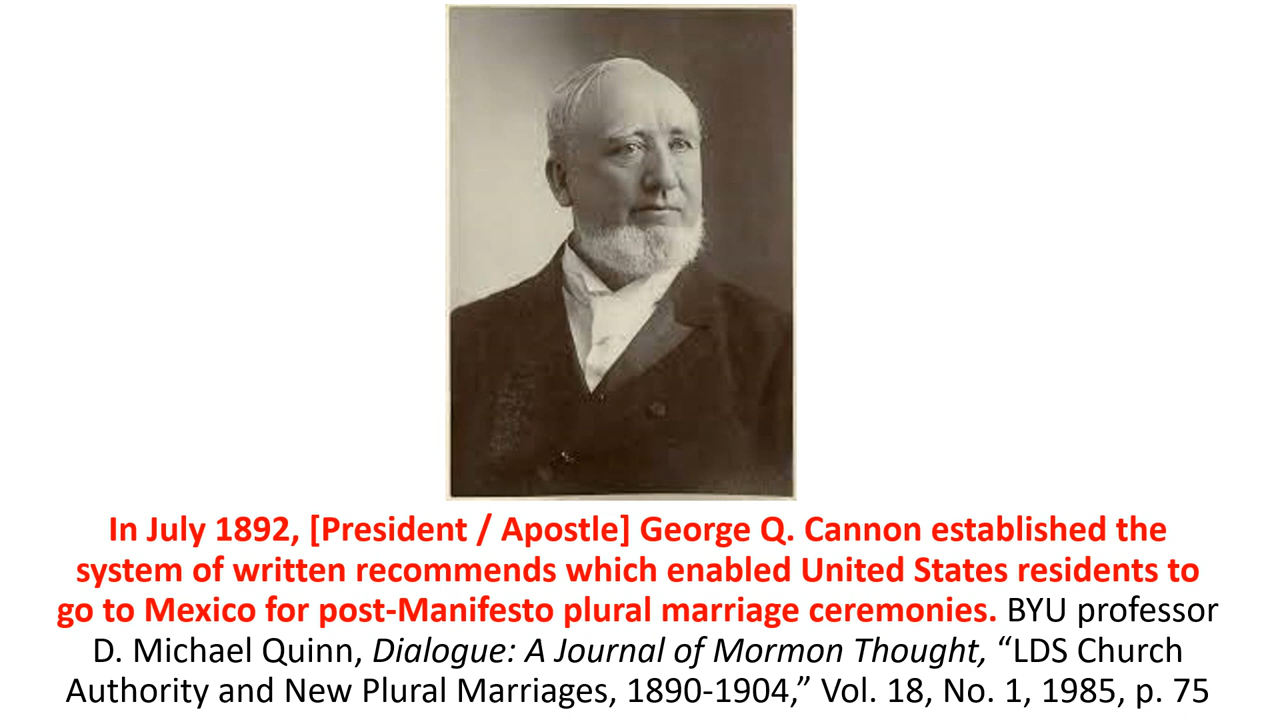 In July 1892, [President / Apostle] George Q. Cannon established the
system of written recommends which enabled United States residents to
go to Mexico for post-Manifesto plural marriage ceremonies. BYU professor
D. Michael Quinn, Dialogue: A Journal of Mormon Thought, “LDS Church
Authority and New Plural Marriages, 1890-1904,” Vol. 18, No. 1, 1985, p. 75